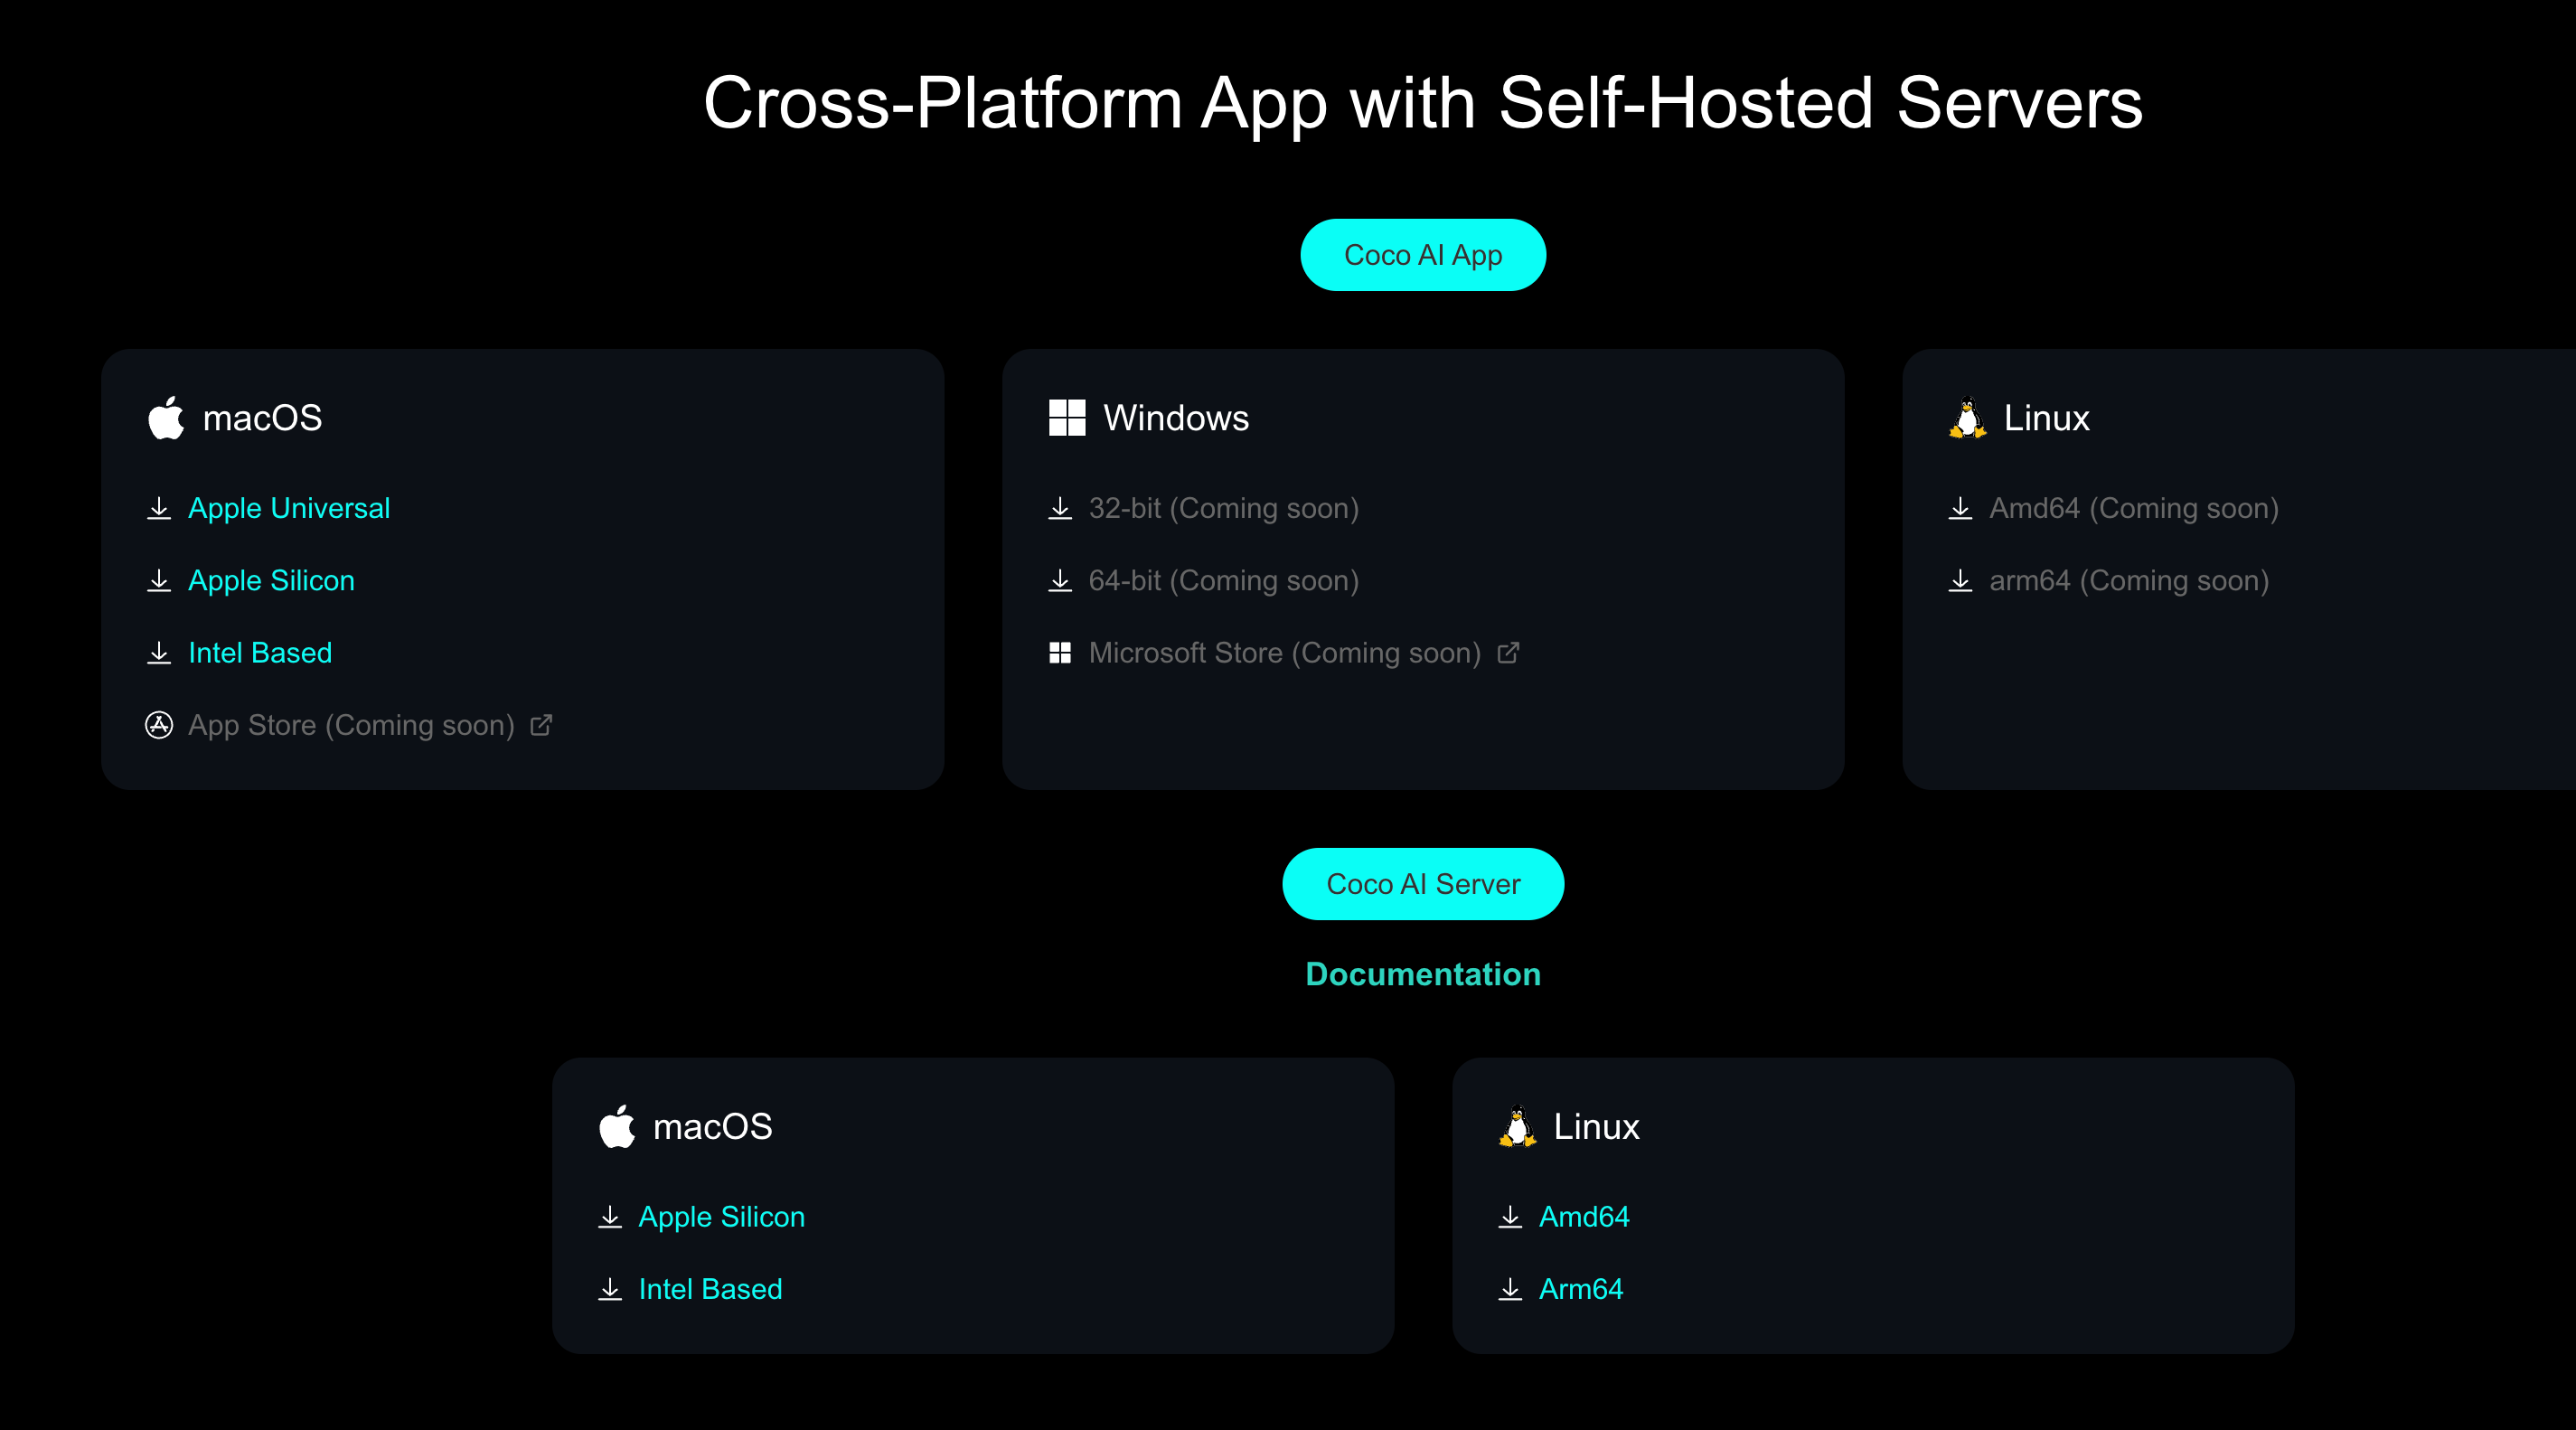 Cross-Platform App with Self-Hosted Servers
Coco AI App
macOS
Apple Universal
Apple Silicon
Intel Based
App Store (Coming soon)
Windows
32-bit (Coming soon)
64-bit (Coming soon)
Microsoft Store (Coming soon)
Linux
Amd64 (Coming soon)
arm64 (Coming soon)
Coco AI Server
Documentation
macOS
Apple Silicon
Intel Based
Linux
Amd64
Arm64